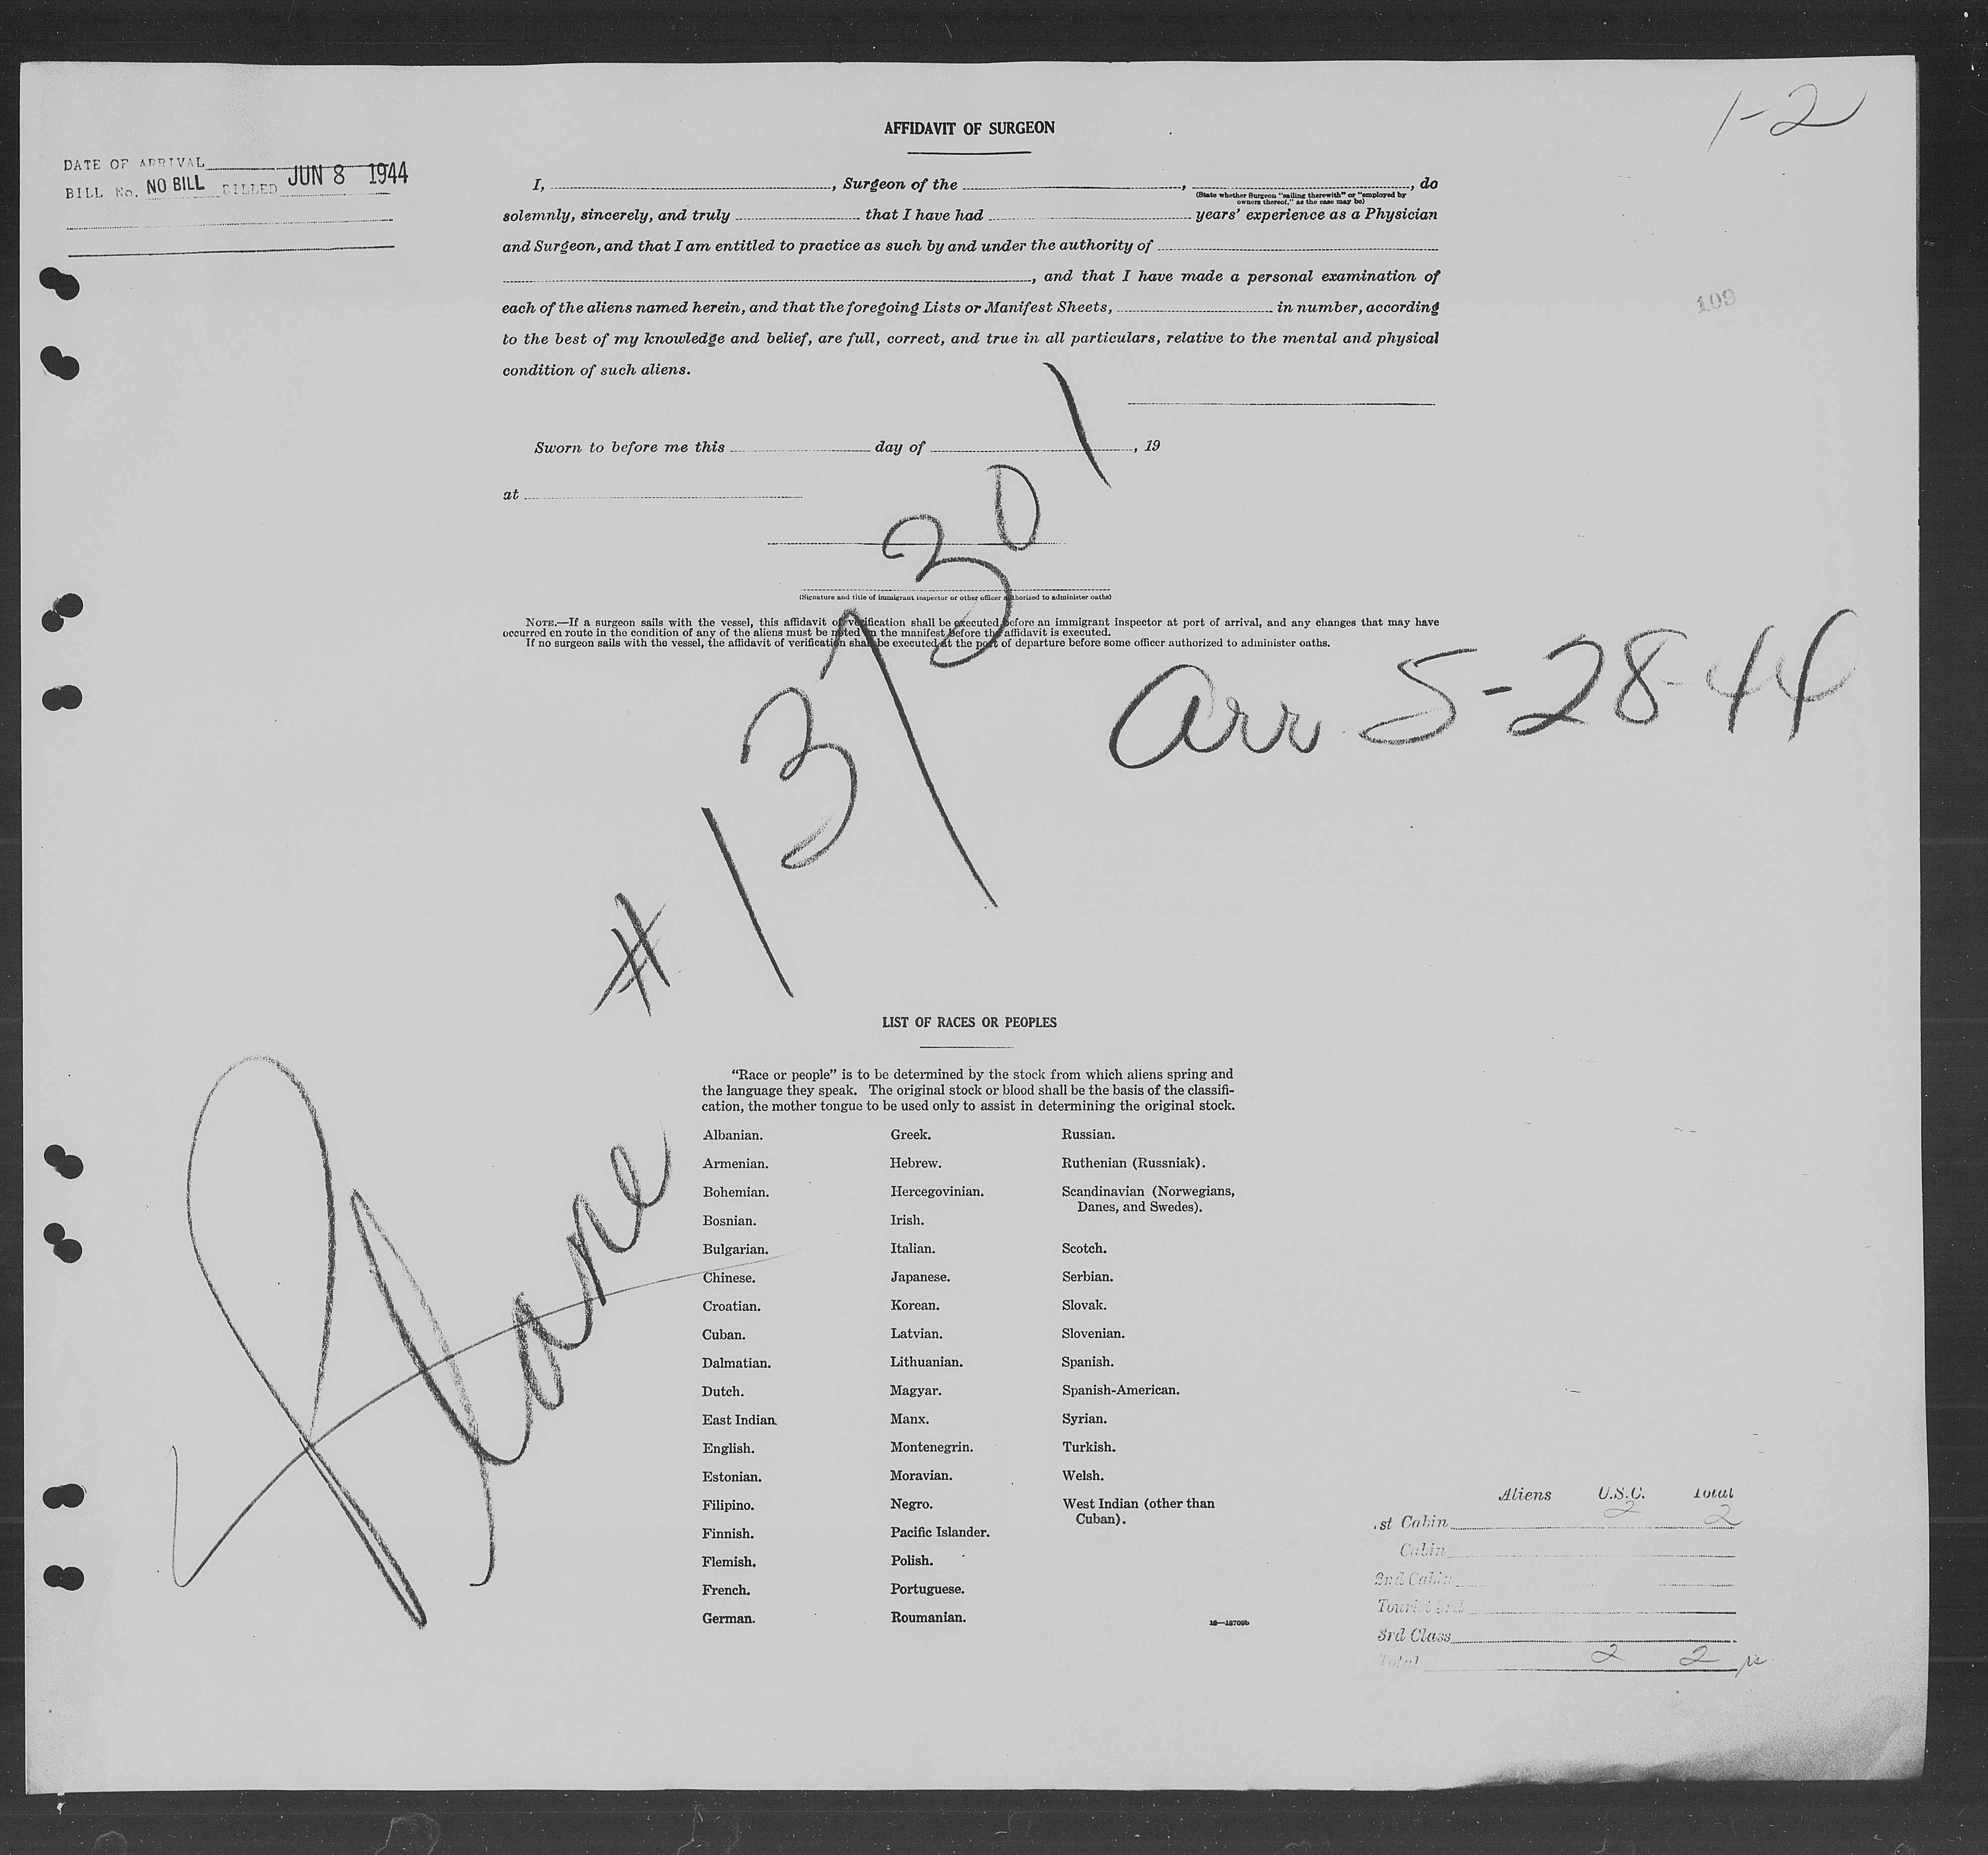 1-2
AFFIDAVIT OF SURGEON
DATE OF ARRIVAL
BILL No. NO BILL BILLED JUN 8 1944
I, , Surgeon of the , , do
(State whether Surgeon "sailing therewith" or "employed by
owners thereof," as the case may be)
solemnly, sincerely, and truly that I have had years' experience as a Physician
and Surgeon, and that I am entitled to practice as such by and under the authority of
, and that I have made a personal examination of
109
each of the aliens named herein, and that the foregoing Lists or Manifest Sheets, in number, according
to the best of my knowledge and belief, are full, correct, and true in all particulars, relative to the mental and physical
condition of such aliens.
Sworn to before me this day of , 19
at
(Signature and title of immigrant inspector or other officer authorized to administer oaths)
NOTE.—If a surgeon sails with the vessel, this affidavit of verification shall be executed before an immigrant inspector at port of arrival, and any changes that may have
occurred en route in the condition of any of the aliens must be noted in the manifest before the affidavit is executed.
If no surgeon sails with the vessel, the affidavit of verification shall be executed at the port of departure before some officer authorized to administer oaths.
arr 5-28-44
Plane # 137301
LIST OF RACES OR PEOPLES
"Race or people" is to be determined by the stock from which aliens spring and
the language they speak. The original stock or blood shall be the basis of the classifi-
cation, the mother tongue to be used only to assist in determining the original stock.
Albanian. Greek. Russian.
Armenian. Hebrew. Ruthenian (Russniak).
Bohemian. Hercegovinian. Scandinavian (Norwegians,
Danes, and Swedes).
Bosnian. Irish.
Bulgarian. Italian. Scotch.
Chinese. Japanese. Serbian.
Croatian. Korean. Slovak.
Cuban. Latvian. Slovenian.
Dalmatian. Lithuanian. Spanish.
Dutch. Magyar. Spanish-American.
East Indian Manx. Syrian.
English. Montenegrin. Turkish.
Estonian. Moravian. Welsh.
Filipino. Negro. West Indian (other than
Cuban).
Finnish. Pacific Islander.
Flemish. Polish.
French. Portuguese.
German. Roumanian.
16—18709b
Aliens U.S.C. Total
st Cabin 2 2
Cabin
2nd Cabin
Tourist 3rd
3rd Class
Total 2 2